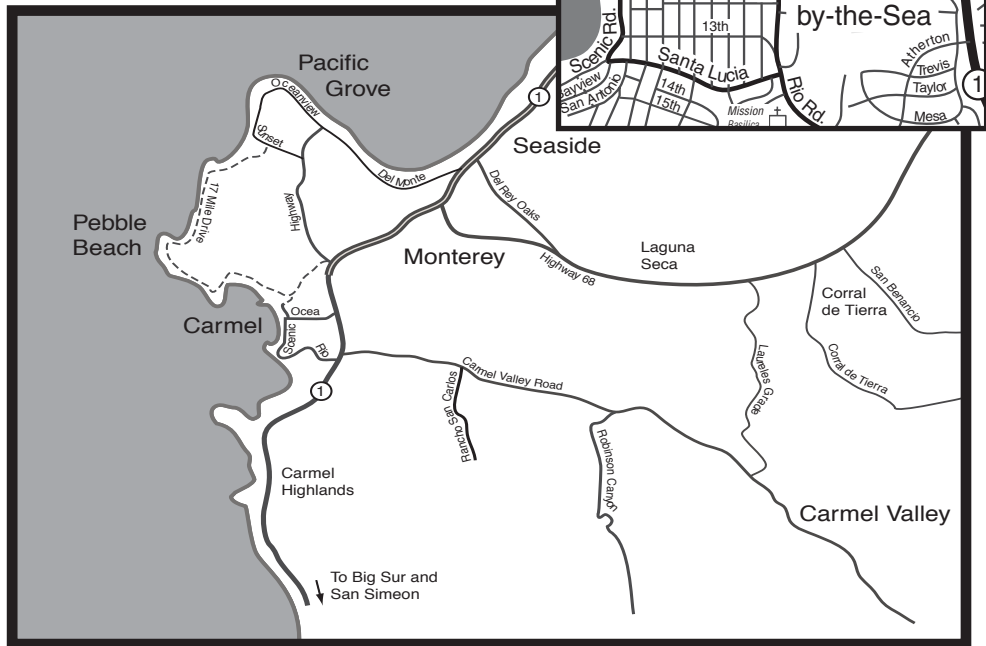 by-the-Sea
13th
Scenic Rd.
Santa Lucia
14th
15th
San Antonio
Mission
Basilica
Rio Rd.
Atherton
Trevis
Taylor
Mesa
1
Pacific
Grove
Oceanview
Sunset
17 Mile Drive
Highway
Del Monte
1
Seaside
Del Rey Oaks
Pebble
Beach
Monterey
Highway 68
Laguna
Seca
San Benancio
Corral
de Tierra
Corral de Tierra
Carmel
Ocea
Scenic
Rio
1
Carmel Valley Road
Rancho San Carlos
Robinson Canyon
Laureles Grade
Carmel
Highlands
Carmel Valley
To Big Sur and
San Simeon